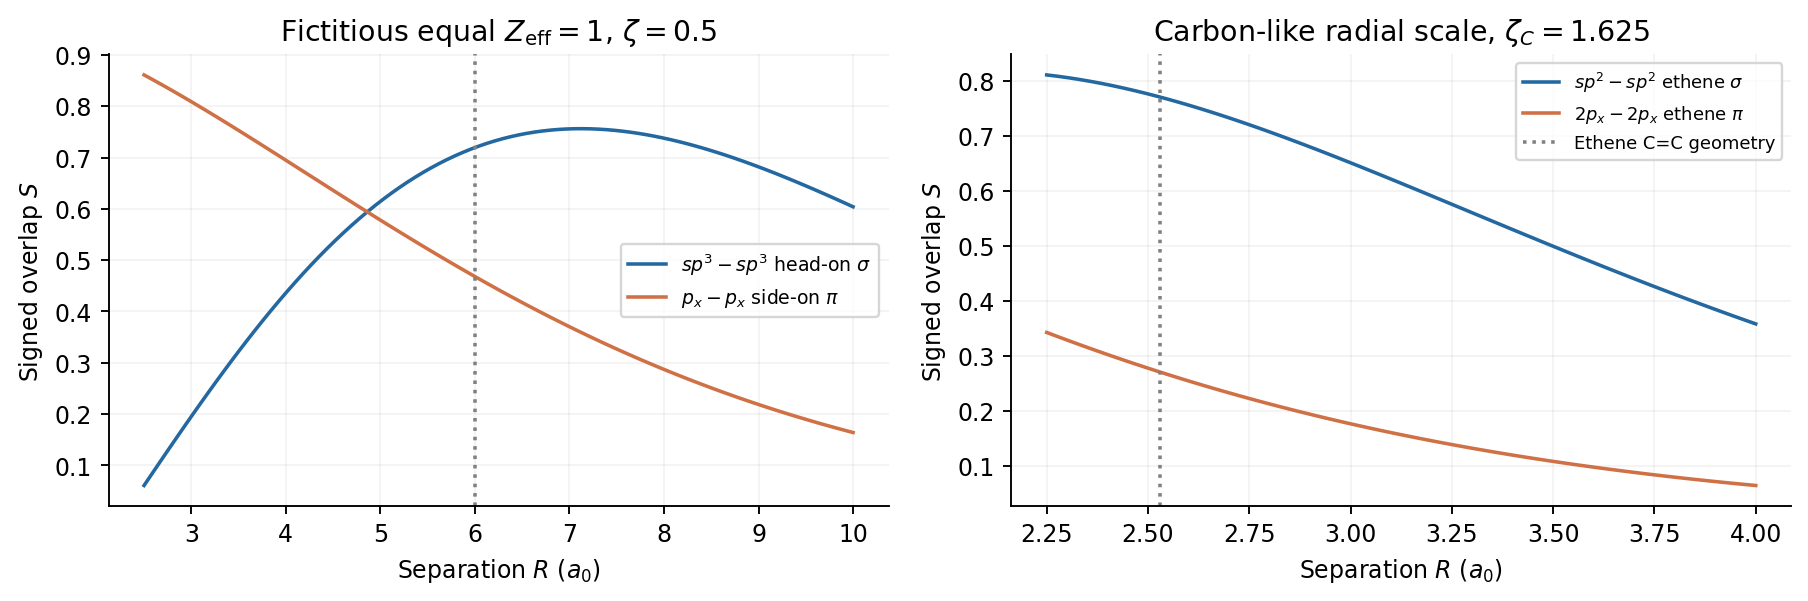 Fictitious equal Z_eff = 1, ζ = 0.5
Signed overlap S
0.9
0.8
0.7
0.6
0.5
0.4
0.3
0.2
0.1
sp³ − sp³ head-on σ
pₓ − pₓ side-on π
3 4 5 6 7 8 9 10
Separation R (a₀)
Carbon-like radial scale, ζ_C = 1.625
Signed overlap S
0.8
0.7
0.6
0.5
0.4
0.3
0.2
0.1
sp² − sp² ethene σ
2pₓ − 2pₓ ethene π
Ethene C=C geometry
2.25 2.50 2.75 3.00 3.25 3.50 3.75 4.00
Separation R (a₀)